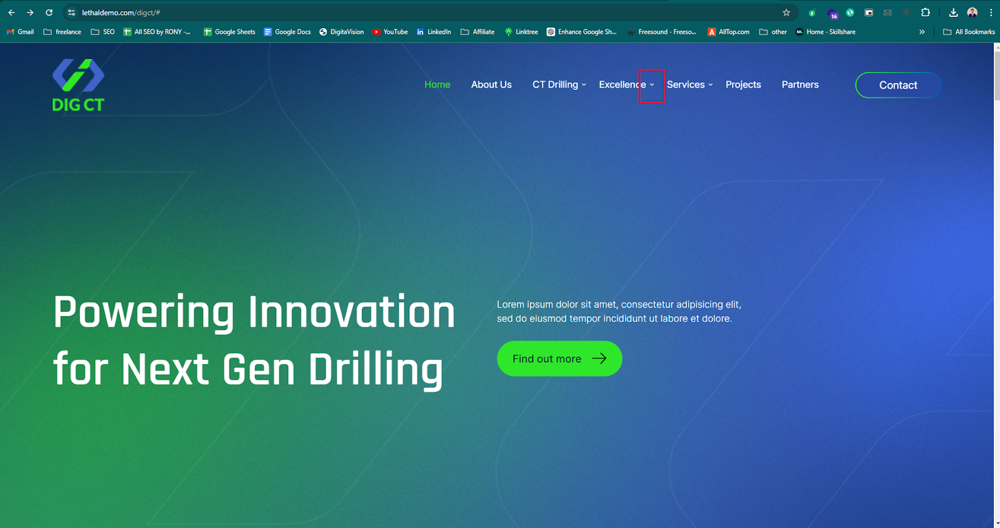 lethaldemo.com/digct/#
16
Gmail
freelance
SEO
All SEO by RONY -...
Google Sheets
Google Docs
DigitaVision
YouTube
LinkedIn
Affiliate
Linktree
Enhance Google Sh...
Freesound - Freeso...
AllTop.com
other
Home - Skillshare
All Bookmarks
DIG CT
Home
About Us
CT Drilling
Excellence
Services
Projects
Partners
Contact
Powering Innovation
for Next Gen Drilling
Lorem ipsum dolor sit amet, consectetur adipisicing elit,
sed do eiusmod tempor incididunt ut labore et dolore.
Find out more